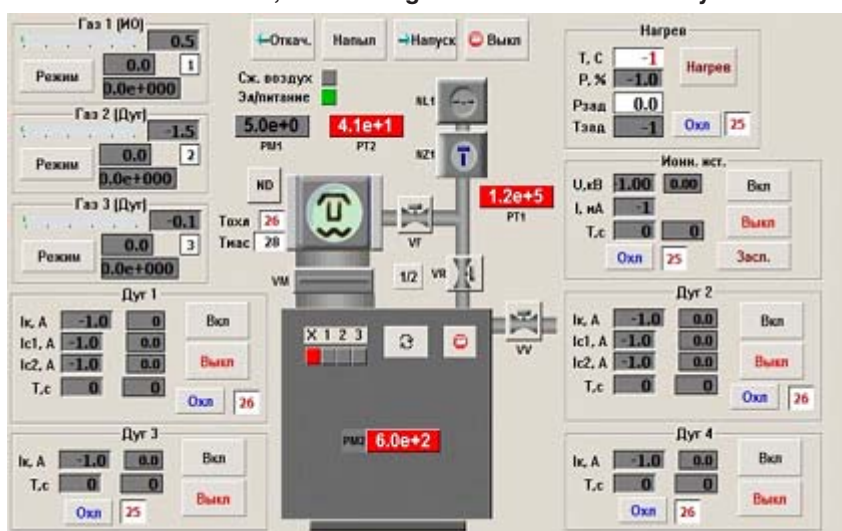 Газ 1 (ИО)
0.5
0.0
1
Режим
0.0e+000
Газ 2 (Дуг)
-1.5
0.0
2
Режим
0.0e+000
Газ 3 (Дуг)
-0.1
0.0
3
Режим
0.0e+000
Откач.
Напыл
Напуск
Выкл
Сж. воздух
Эл/питание
5.0e+0
4.1e+1
PM1
PT2
NL1
NZ1
T
ND
Тохл 26
Тмас 28
VM
VF
1.2e+5
PT1
1/2
VR
VV
X 1 2 3
PM2 6.0e+2
Нагрев
T, C -1
P, % -1.0
Нагрев
Pзад 0.0
Tзад -1
Охл 25
Ионн. ист.
U,кВ -1.00 0.00 Вкл
I, мА -1
Выкл
T,c 0 0
Охл 25 Засл.
Дуг 1
Iк, А -1.0 0 Вкл
Iс1, А -1.0 0.0
Iс2, А -1.0 0.0 Выкл
T,c 0 0
Охл 26
Дуг 2
Iк, А -1.0 0.0 Вкл
Iс1, А -1.0 0.0
Iс2, А -1.0 0.0 Выкл
T,c 0 0
Охл 26
Дуг 3
Iк, А -1.0 0.0 Вкл
T,c 0 0
Выкл
Охл 25
Дуг 4
Iк, А -1.0 0.0 Вкл
T,c 0 0
Выкл
Охл 26